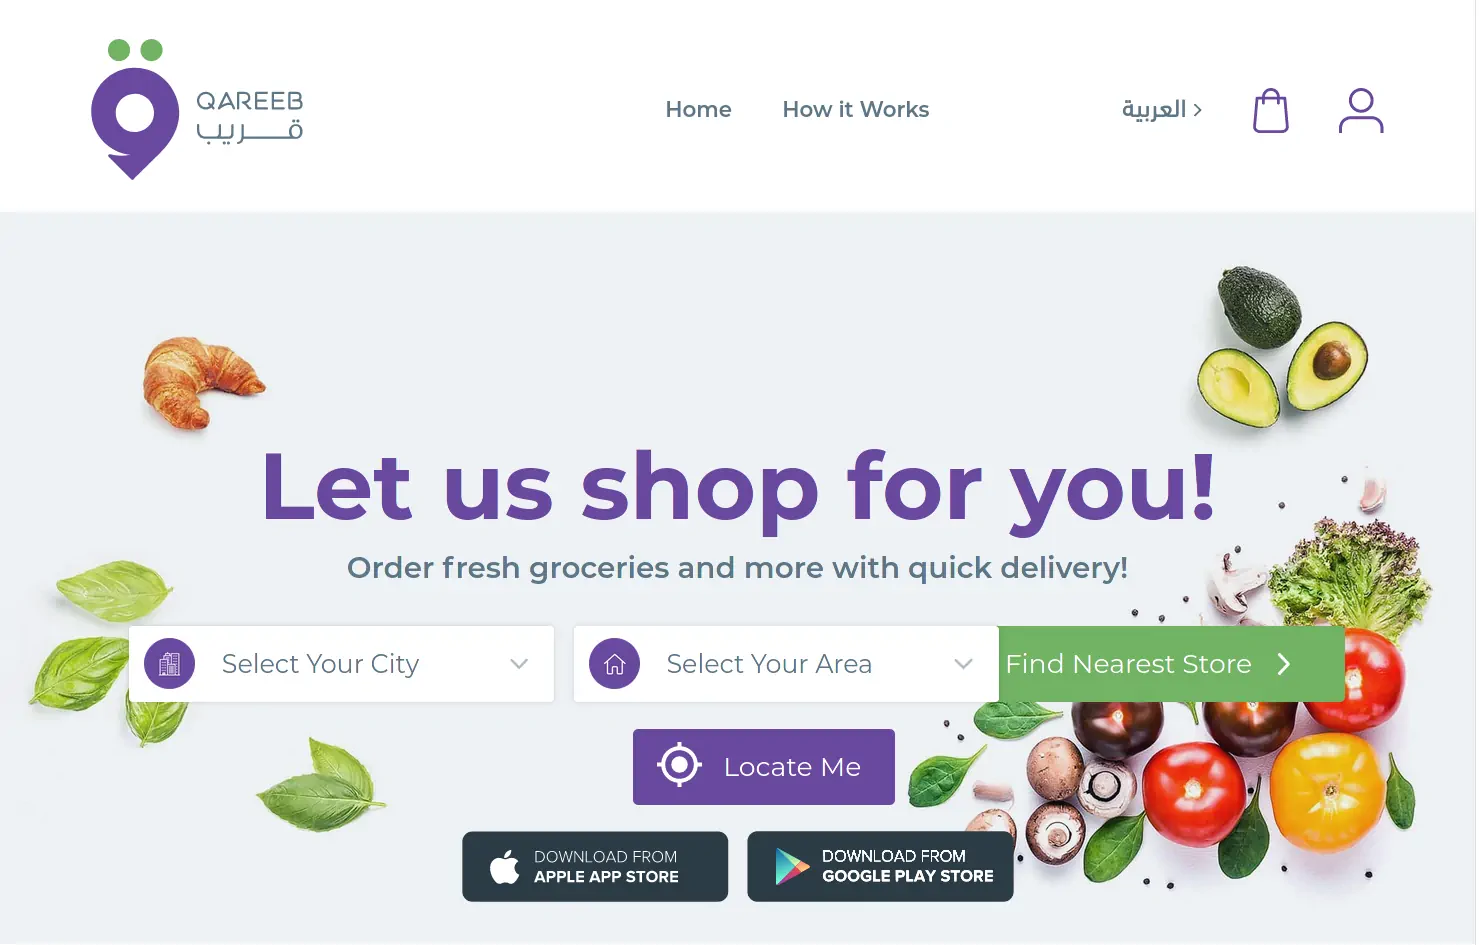 QAREEB
قريب
Home
How it Works
العربية
Let us shop for you!
Order fresh groceries and more with quick delivery!
Select Your City
Select Your Area
Find Nearest Store
Locate Me
DOWNLOAD FROM
APPLE APP STORE
DOWNLOAD FROM
GOOGLE PLAY STORE